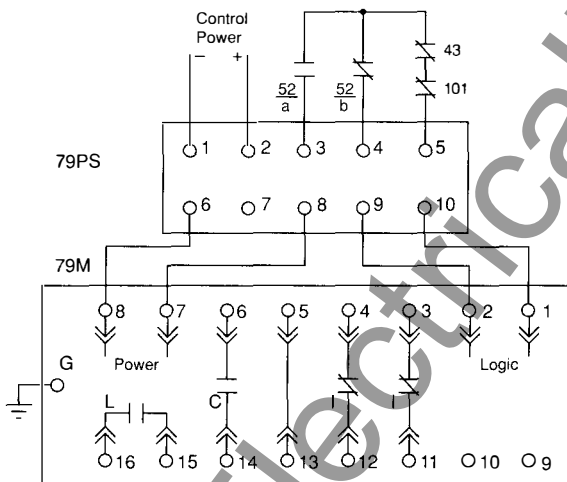 Control
Power
− +
52
a
52
b
43
101
79PS
1 2 3 4 5
6 7 8 9 10
79M
8 7 6 5 4 3 2 1
G
Power
Logic
L
C
I
I
16 15 14 13 12 11 10 9
electrical